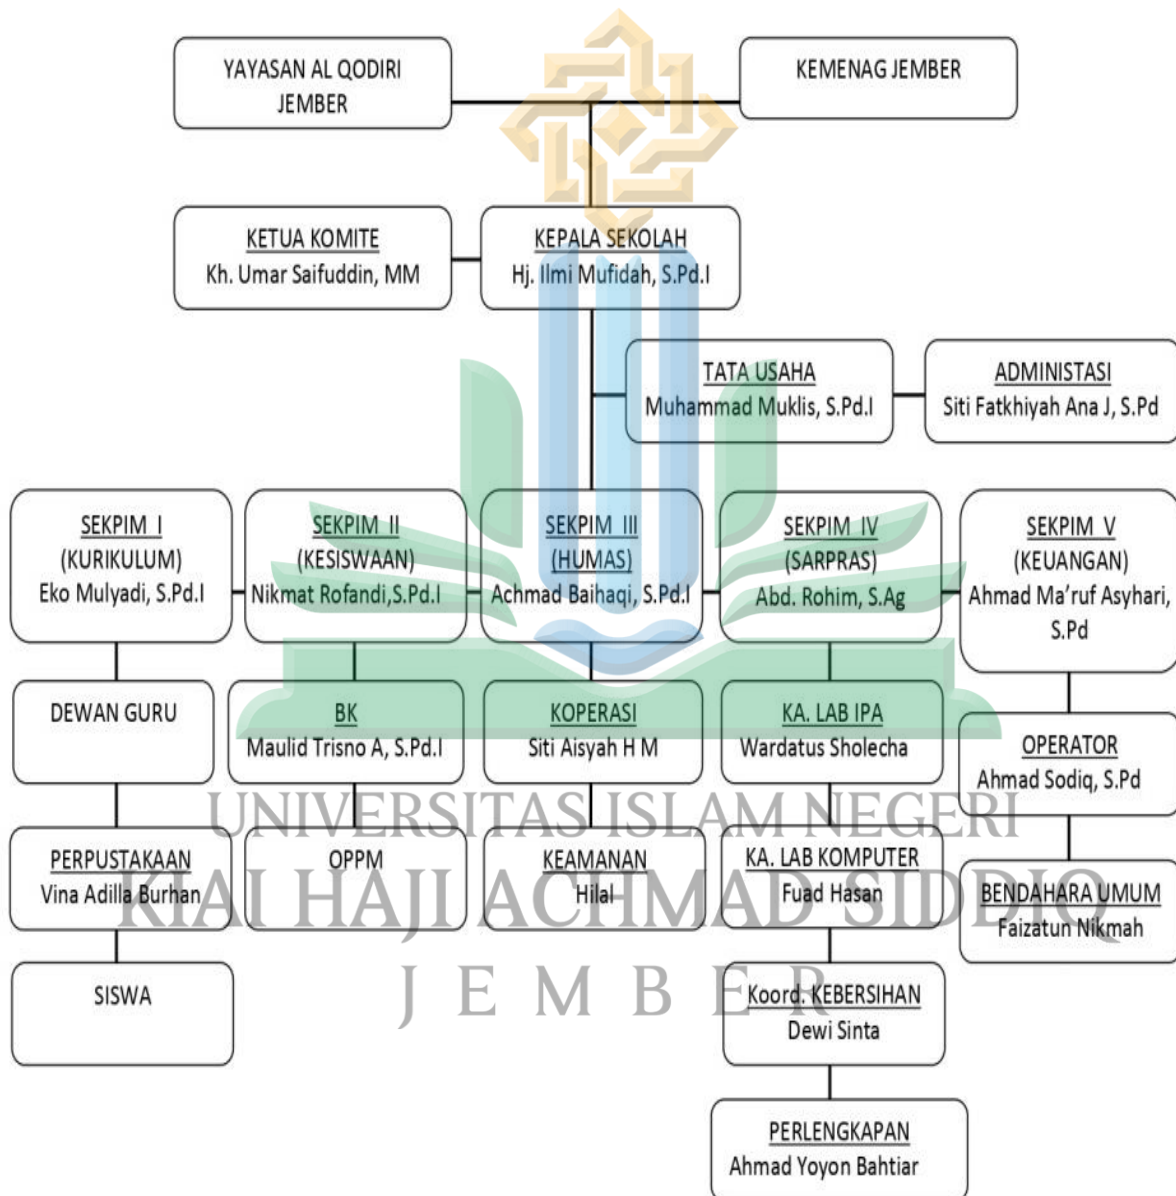 YAYASAN AL QODIRI
JEMBER
KEMENAG JEMBER
KETUA KOMITE
Kh. Umar Saifuddin, MM
KEPALA SEKOLAH
Hj. Ilmi Mufidah, S.Pd.I
TATA USAHA
Muhammad Muklis, S.Pd.I
ADMINISTASI
Siti Fatkhiyah Ana J, S.Pd
SEKPIM I
(KURIKULUM)
Eko Mulyadi, S.Pd.I
SEKPIM II
(KESISWAAN)
Nikmat Rofandi,S.Pd.I
SEKPIM III
(HUMAS)
Achmad Baihaqi, S.Pd.I
SEKPIM IV
(SARPRAS)
Abd. Rohim, S.Ag
SEKPIM V
(KEUANGAN)
Ahmad Ma’ruf Asyhari,
S.Pd
DEWAN GURU
BK
Maulid Trisno A, S.Pd.I
KOPERASI
Siti Aisyah H M
KA. LAB IPA
Wardatus Sholecha
OPERATOR
Ahmad Sodiq, S.Pd
PERPUSTAKAAN
Vina Adilla Burhan
OPPM
KEAMANAN
Hilal
KA. LAB KOMPUTER
Fuad Hasan
BENDAHARA UMUM
Faizatun Nikmah
SISWA
Koord. KEBERSIHAN
Dewi Sinta
PERLENGKAPAN
Ahmad Yoyon Bahtiar
UNIVERSITAS ISLAM NEGERI
KIAI HAJI ACHMAD SIDDIQ
JEMBER